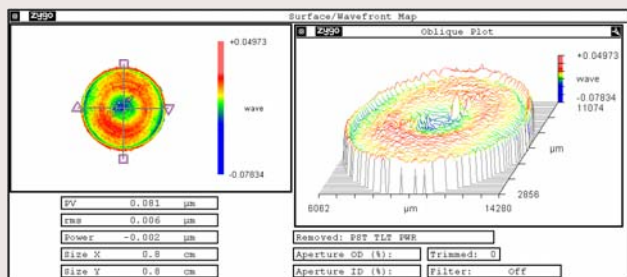 zygo Surface/Wavefront Map
zygo Oblique Plot
+0.04973
wave
-0.07834
+0.04973
wave
-0.07834
11074
µm
2856
6062 µm 14280
PV 0.081 µm
rms 0.006 µm
Power -0.002 µm
Size X 0.8 cm
Size Y 0.8 cm
Removed: PST TLT PWR
Aperture OD (%): Trimmed: 0
Aperture ID (%): Filter: Off